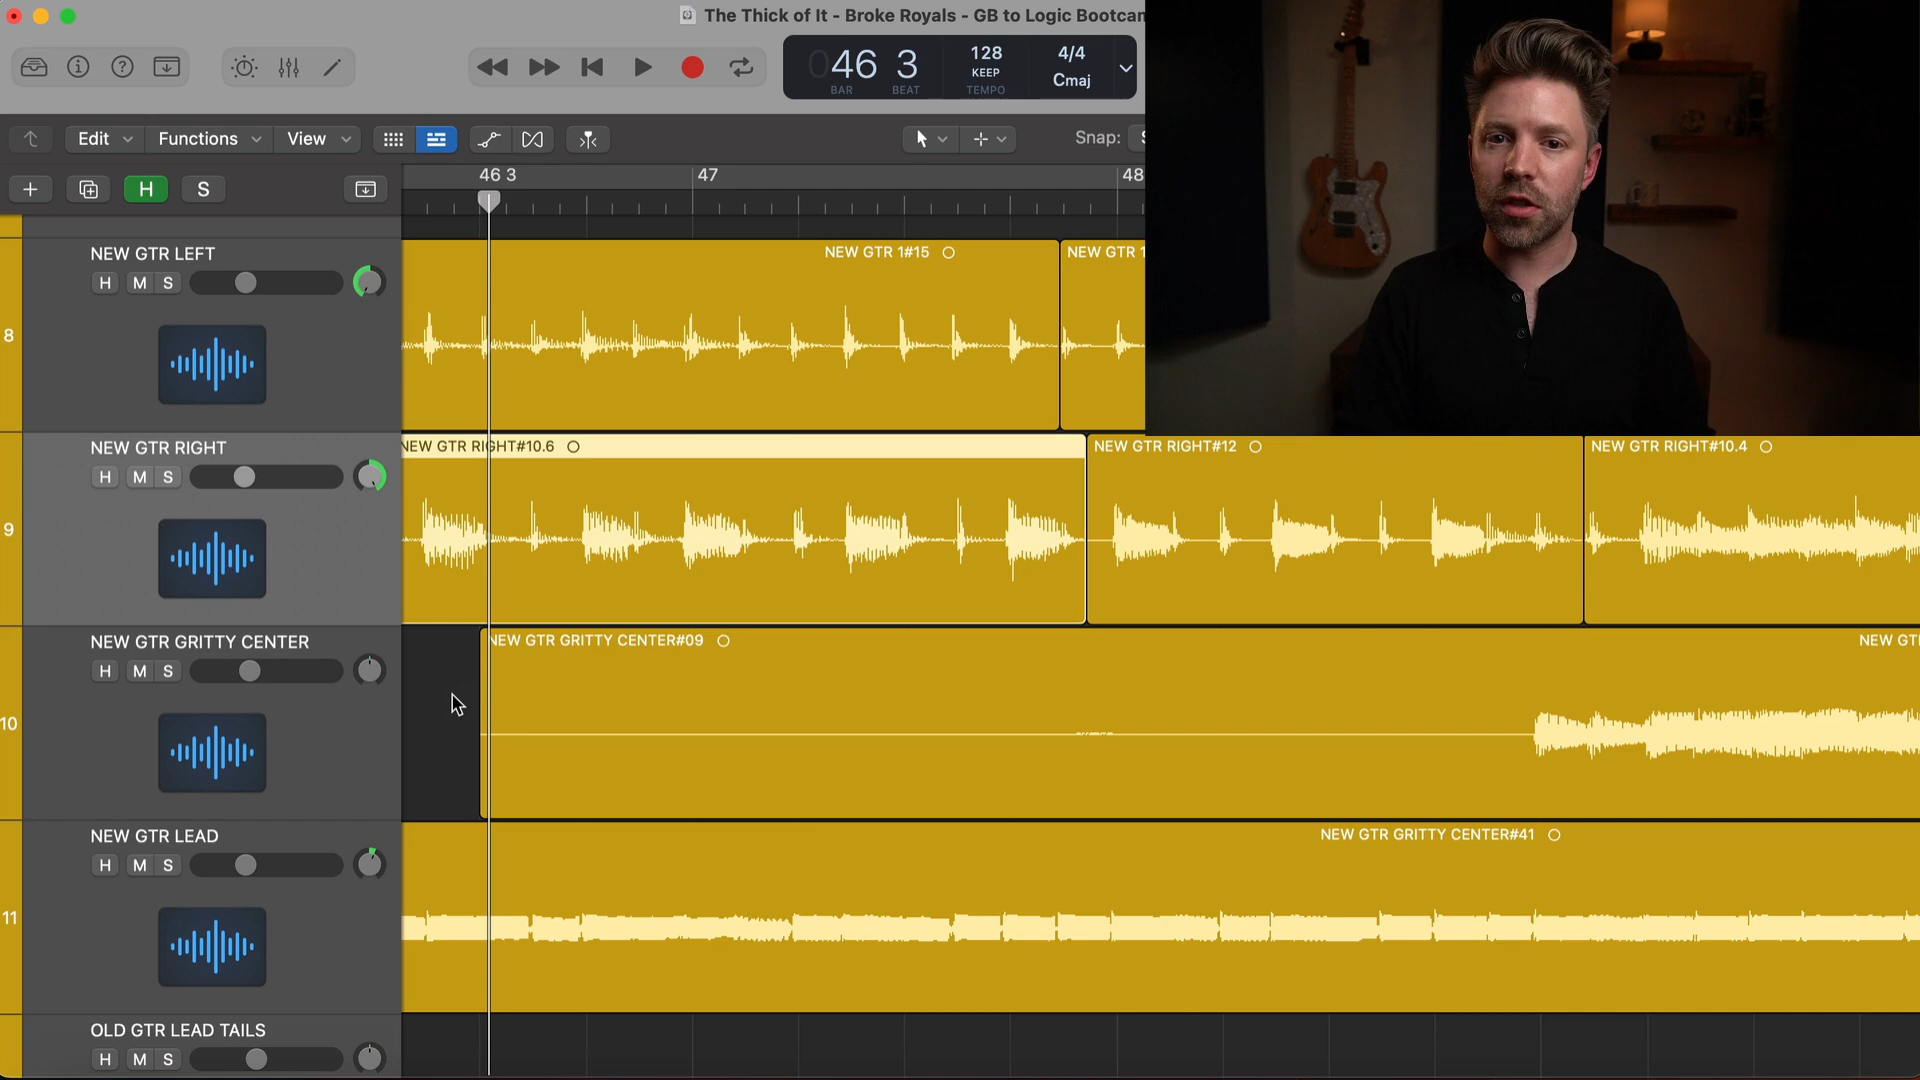 The Thick of It - Broke Royals - GB to Logic Bootcam
046 3
BAR BEAT
128
KEEP
TEMPO
4/4
Cmaj
Edit Functions View
Snap: S
H S
46 3 47 48
NEW GTR LEFT
H M S
8
NEW GTR 1#15
NEW GTR 1
NEW GTR RIGHT
H M S
9
NEW GTR RIGHT#10.6
NEW GTR RIGHT#12
NEW GTR RIGHT#10.4
NEW GTR GRITTY CENTER
H M S
10
NEW GTR GRITTY CENTER#09
NEW GT
NEW GTR LEAD
H M S
11
NEW GTR GRITTY CENTER#41
OLD GTR LEAD TAILS
H M S